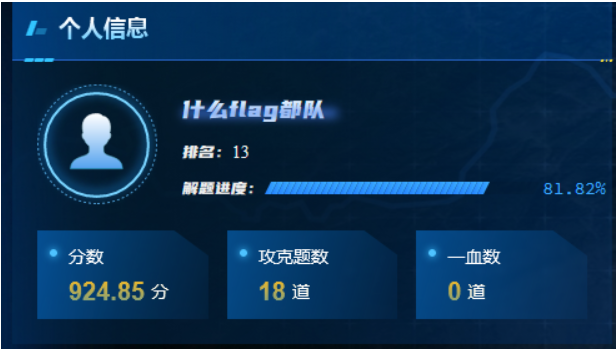 个人信息
什么flag都队
排名：13
解题进度： 81.82%
分数 攻克题数 一血数
924.85 分 18 道 0 道